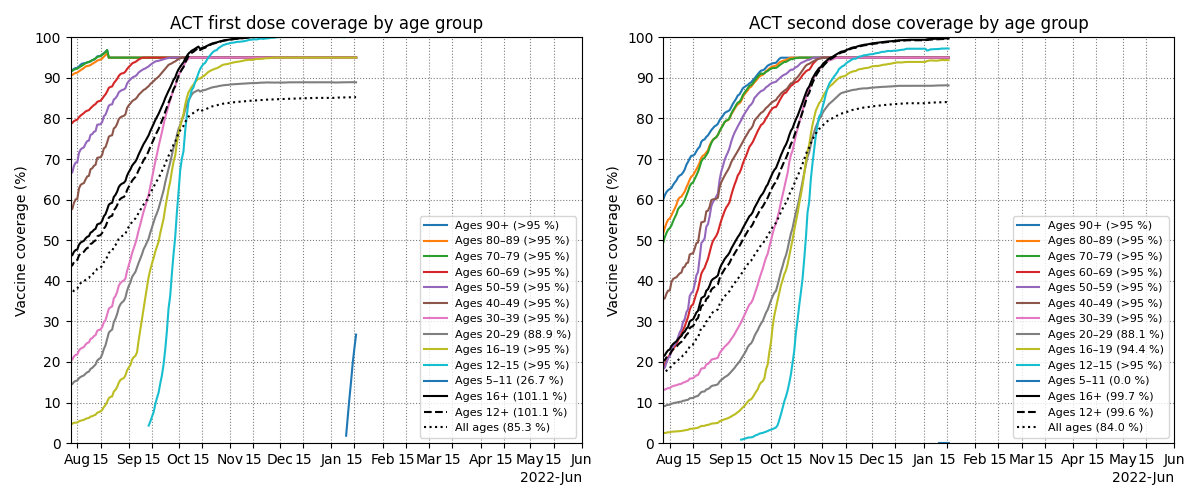 ACT first dose coverage by age group
Vaccine coverage (%)
100
90
80
70
60
50
40
30
20
10
0
Ages 90+ (>95 %)
Ages 80–89 (>95 %)
Ages 70–79 (>95 %)
Ages 60–69 (>95 %)
Ages 50–59 (>95 %)
Ages 40–49 (>95 %)
Ages 30–39 (>95 %)
Ages 20–29 (88.9 %)
Ages 16–19 (>95 %)
Ages 12–15 (>95 %)
Ages 5–11 (26.7 %)
Ages 16+ (101.1 %)
Ages 12+ (101.1 %)
All ages (85.3 %)
Aug 15 Sep 15 Oct 15 Nov 15 Dec 15 Jan 15 Feb 15 Mar 15 Apr 15 May 15 Jun
2022-Jun
ACT second dose coverage by age group
Vaccine coverage (%)
100
90
80
70
60
50
40
30
20
10
0
Ages 90+ (>95 %)
Ages 80–89 (>95 %)
Ages 70–79 (>95 %)
Ages 60–69 (>95 %)
Ages 50–59 (>95 %)
Ages 40–49 (>95 %)
Ages 30–39 (>95 %)
Ages 20–29 (88.1 %)
Ages 16–19 (94.4 %)
Ages 12–15 (>95 %)
Ages 5–11 (0.0 %)
Ages 16+ (99.7 %)
Ages 12+ (99.6 %)
All ages (84.0 %)
Aug 15 Sep 15 Oct 15 Nov 15 Dec 15 Jan 15 Feb 15 Mar 15 Apr 15 May 15 Jun
2022-Jun